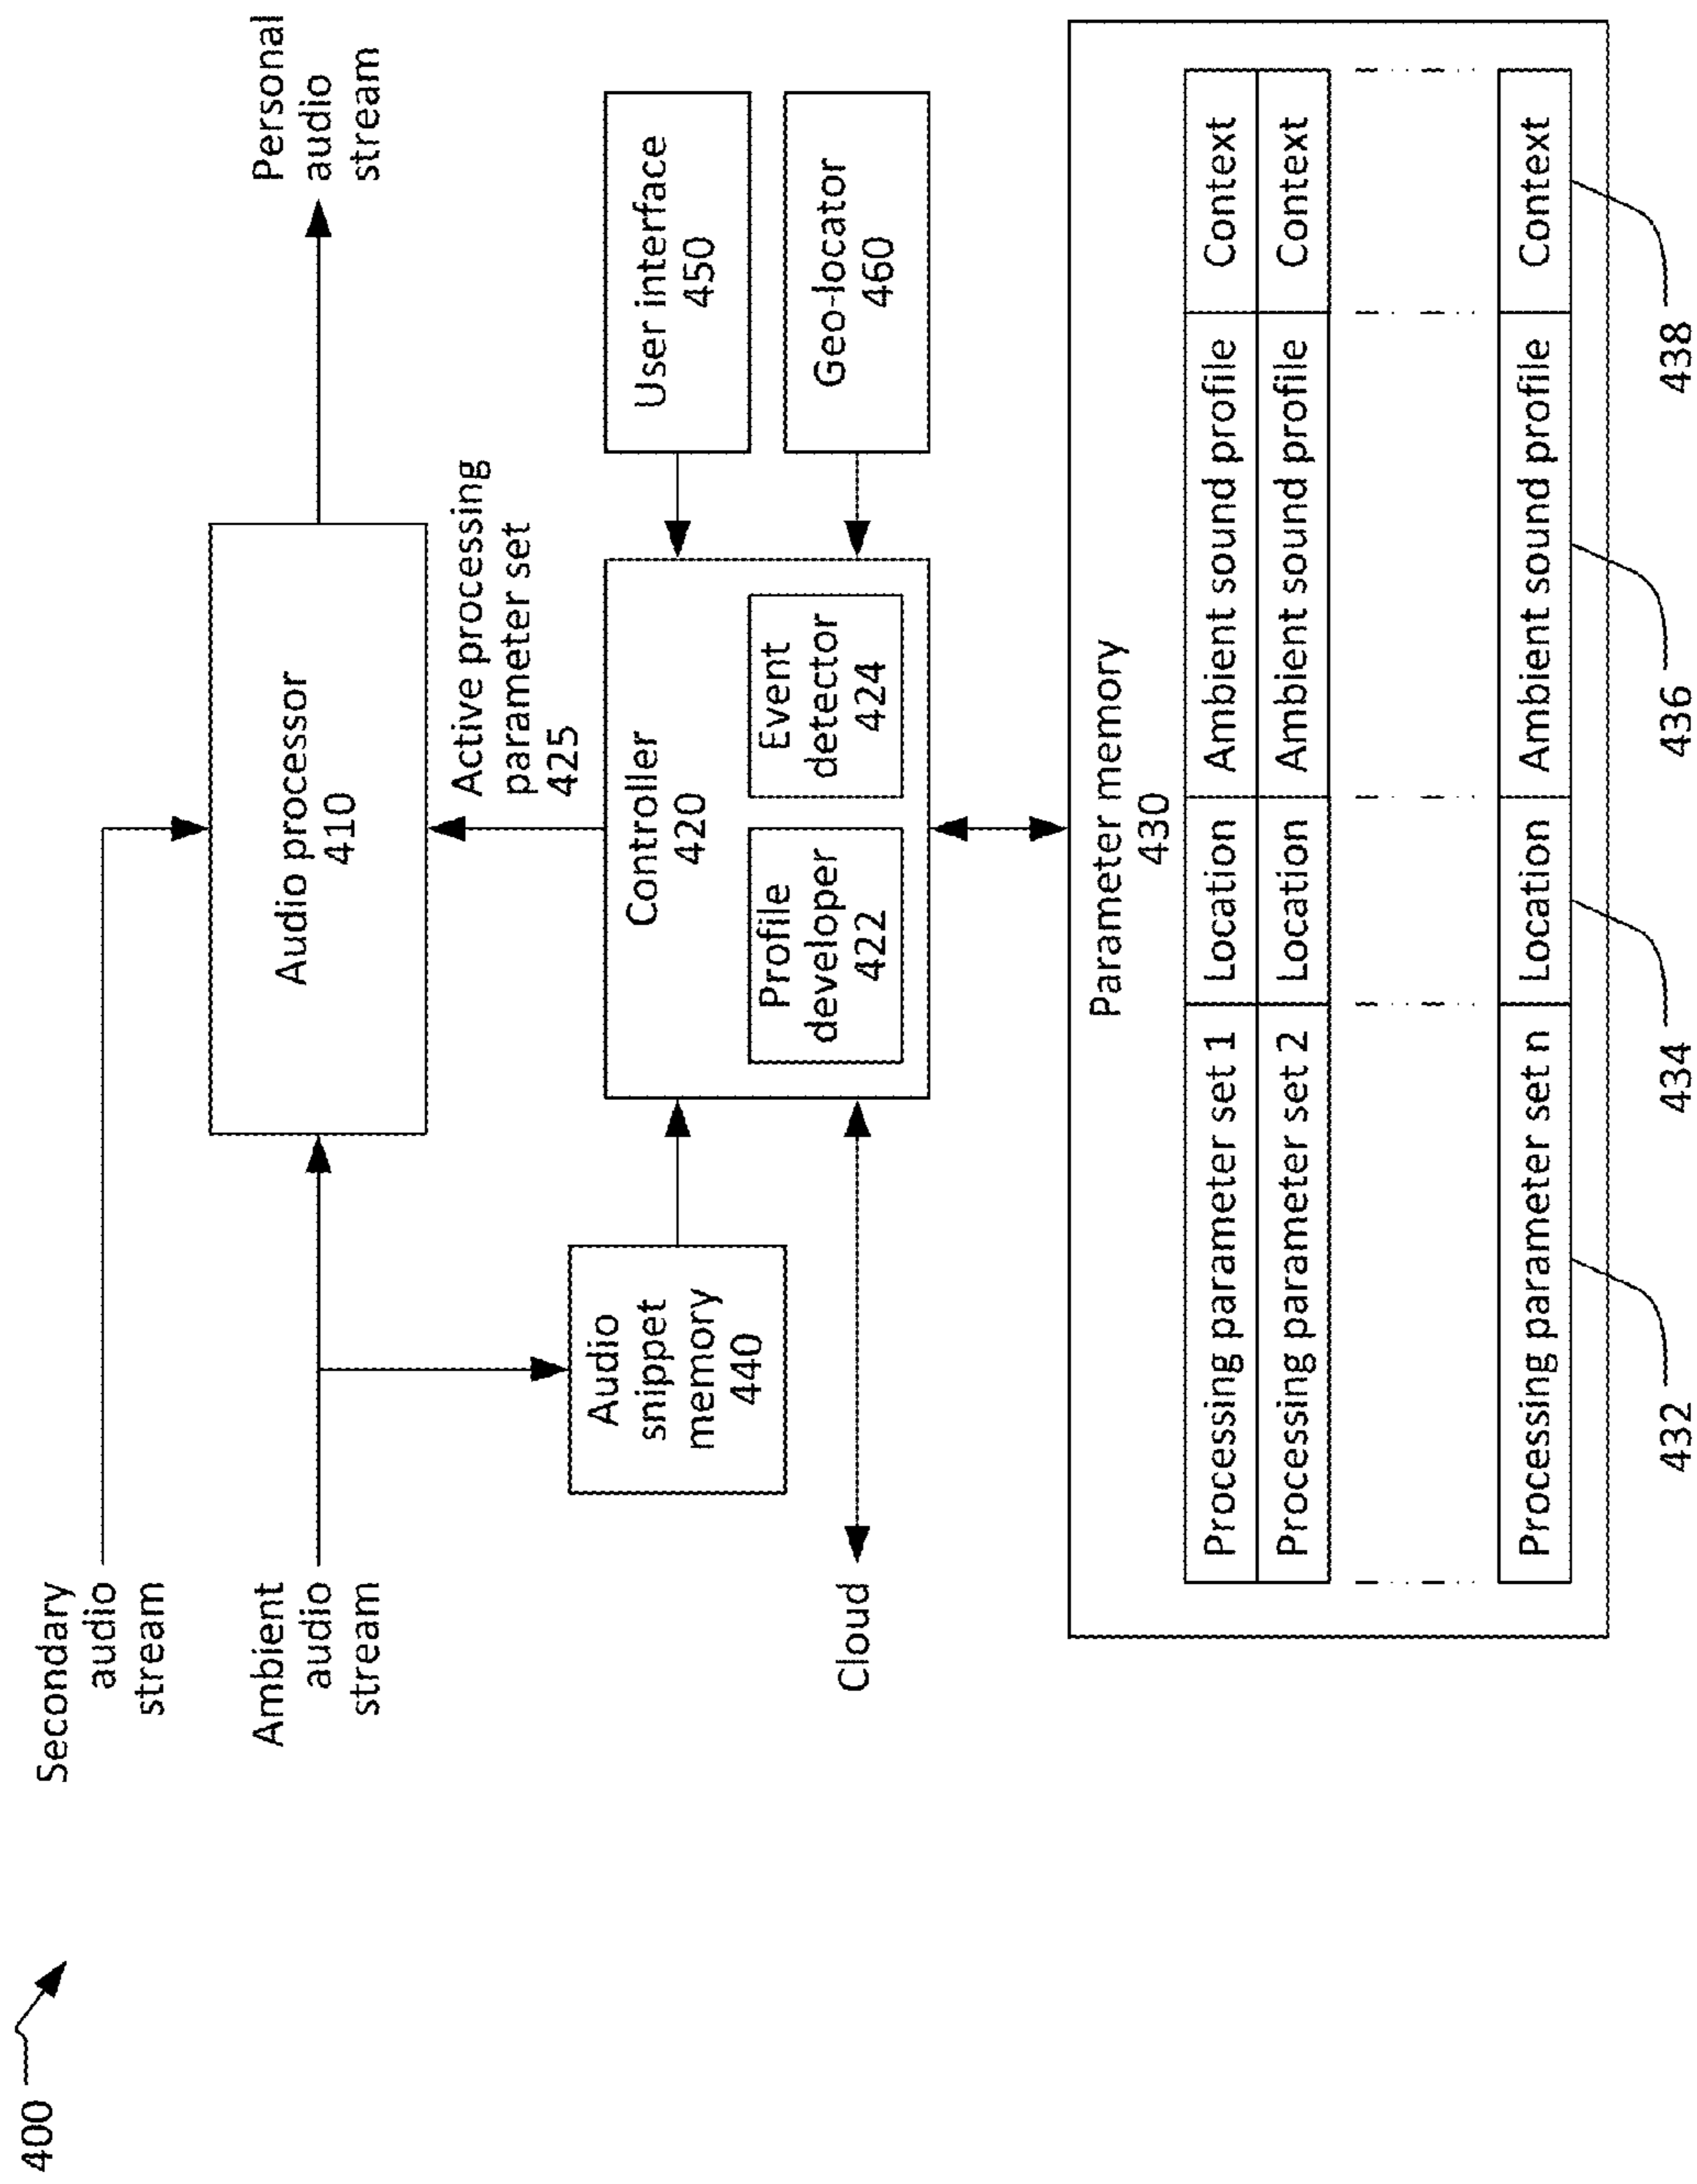 400
Secondary
audio
stream
Ambient
audio
stream
Personal
audio
stream
Audio processor
410
Active processing
parameter set
425
Audio
snippet
memory
440
Controller
420
Profile
developer
422
Event
detector
424
User interface
450
Geo-locator
460
Cloud
Parameter memory
430
Processing parameter set 1 Location Ambient sound profile Context
Processing parameter set 2 Location Ambient sound profile Context
Processing parameter set n Location Ambient sound profile Context
432 434 436 438